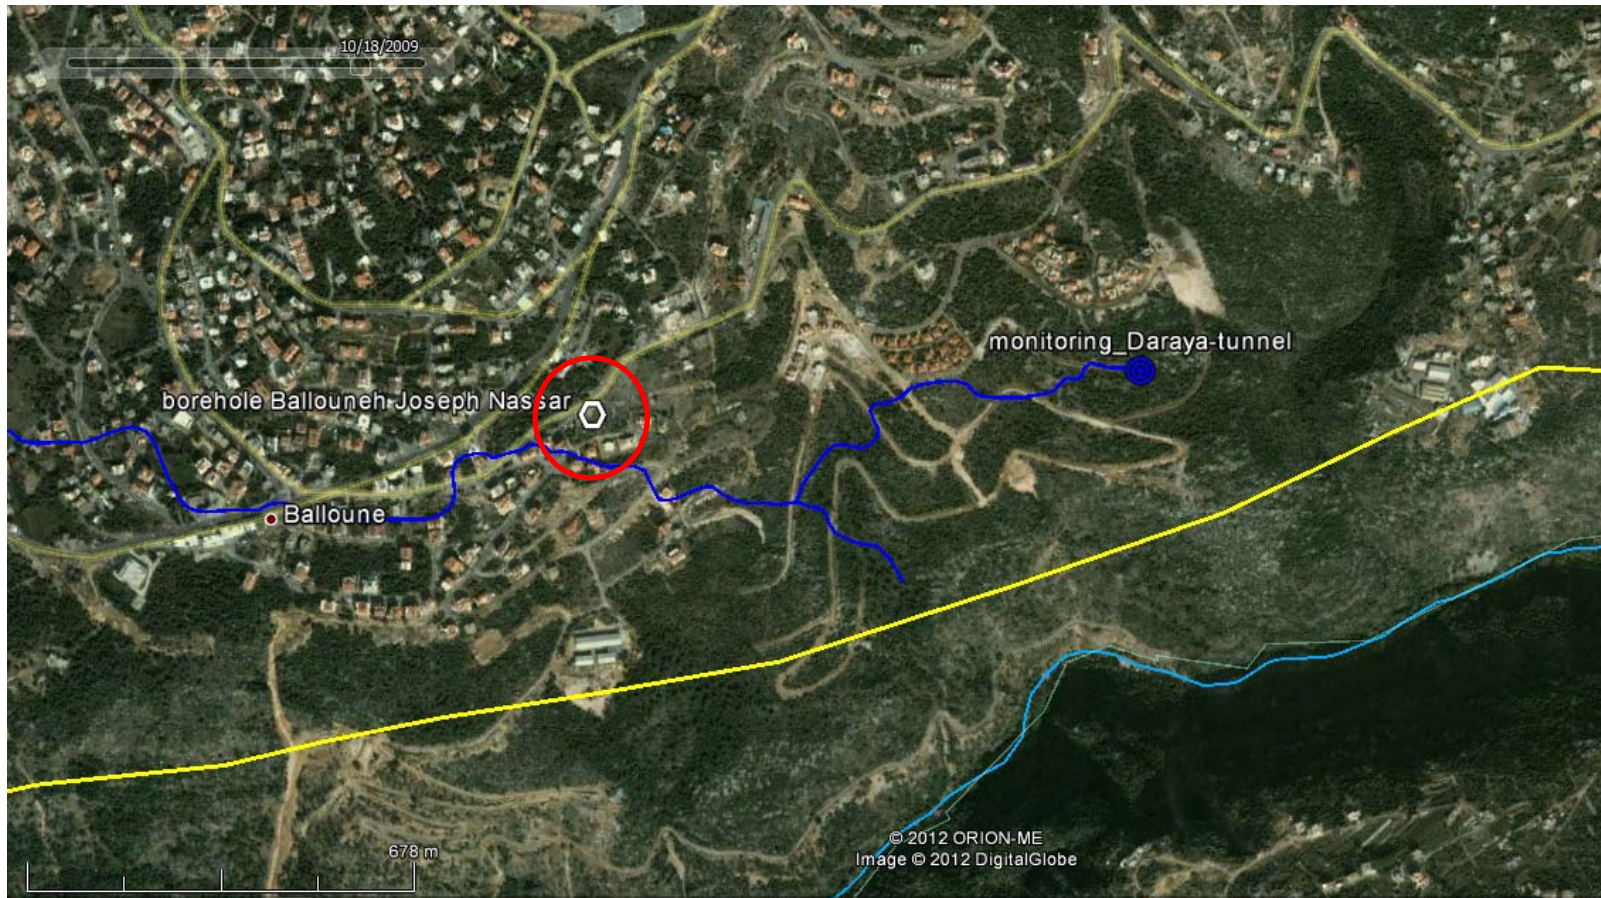 10/18/2009
monitoring_Daraya-tunnel
borehole Ballouneh Joseph Nassar
Balloune
678 m
© 2012 ORION-ME
Image © 2012 DigitalGlobe